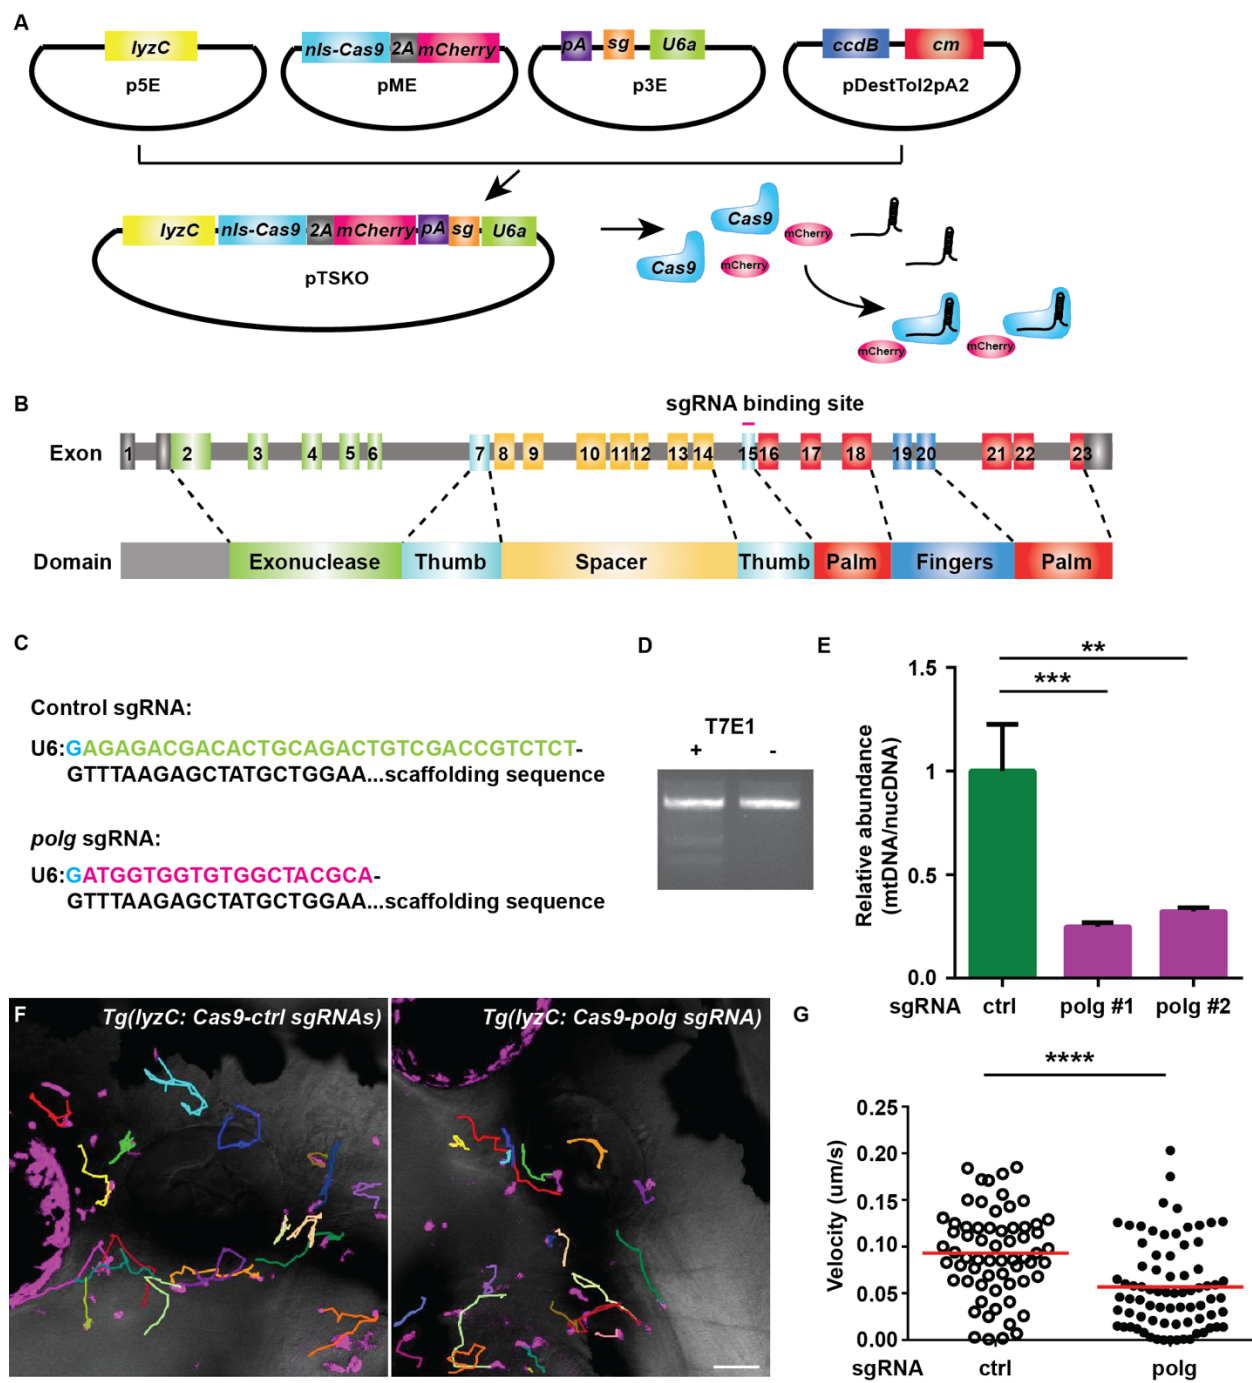 A
lyzC
nls-Cas9 2A mCherry
pA sg U6a
ccdB cm
p5E
pME
p3E
pDestTol2pA2
lyzC nls-Cas9 2A mCherry pA sg U6a
pTSKO
Cas9
mCherry
Cas9
mCherry
mCherry
mCherry
B
sgRNA binding site
Exon
1 2 3 4 5 6 7 8 9 10 11 12 13 14 15 16 17 18 19 20 21 22 23
Domain
Exonuclease Thumb Spacer Thumb Palm Fingers Palm
C
Control sgRNA:
U6:GAGAGACGACACTGCAGACTGTCGACCGTCTCT-
GTTTAAGAGCTATGCTGGAA...scaffolding sequence
polg sgRNA:
U6:GATGGTGGTGTGGCTACGCA-
GTTTAAGAGCTATGCTGGAA...scaffolding sequence
D
T7E1
+ -
E
**
***
Relative abundance
(mtDNA/nucDNA)
1.5
1
0.5
0.0
sgRNA ctrl polg #1 polg #2
F
Tg(lyzC: Cas9-ctrl sgRNAs)
Tg(lyzC: Cas9-polg sgRNA)
G
****
Velocity (um/s)
0.25
0.20
0.15
0.10
0.05
0.00
sgRNA ctrl polg